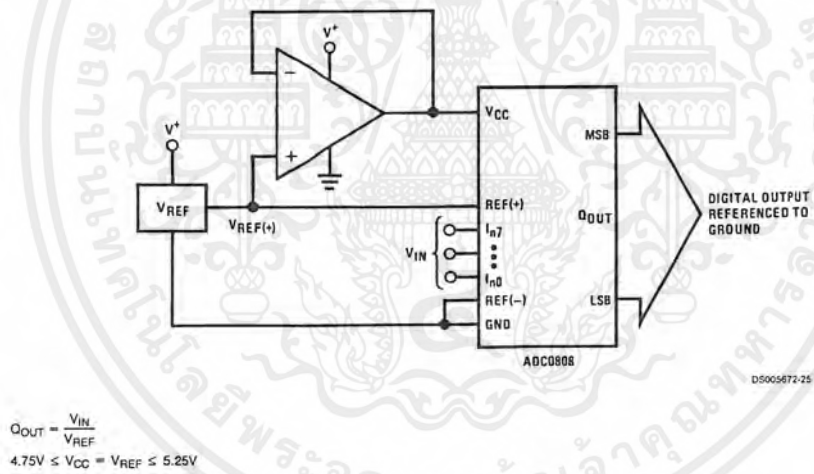 V+
V+
−
+
VCC
MSB
VREF
VREF(+)
REF(+)
QOUT
DIGITAL OUTPUT
REFERENCED TO
GROUND
In7
VIN
In0
REF(−)
LSB
GND
ADC0808
DS005672-25
QOUT = VIN / VREF
4.75V ≤ VCC = VREF ≤ 5.25V